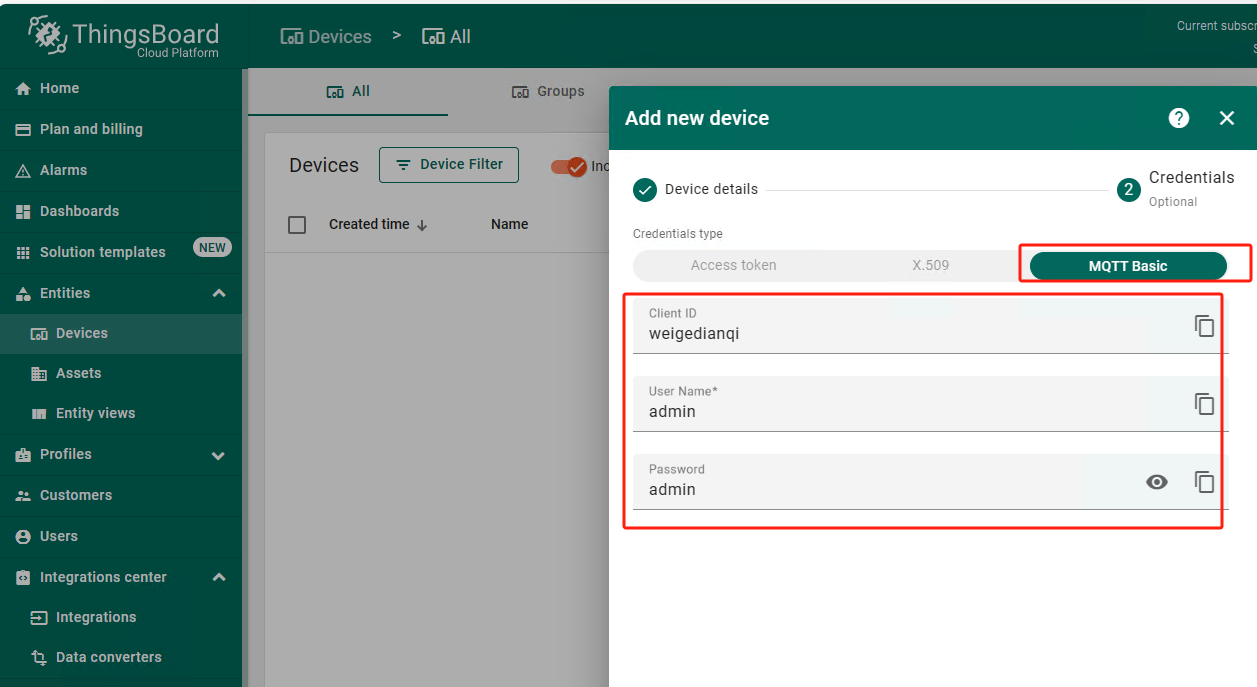 ThingsBoard
Cloud Platform
Devices > All
Current subscr
S
Home
Plan and billing
Alarms
Dashboards
Solution templates NEW
Entities
Devices
Assets
Entity views
Profiles
Customers
Users
Integrations center
Integrations
Data converters
All Groups
Devices Device Filter Inc
Created time ↓ Name
Add new device ?
Device details 2 Credentials
Optional
Credentials type
Access token X.509 MQTT Basic
Client ID
weigedianqi
User Name*
admin
Password
admin